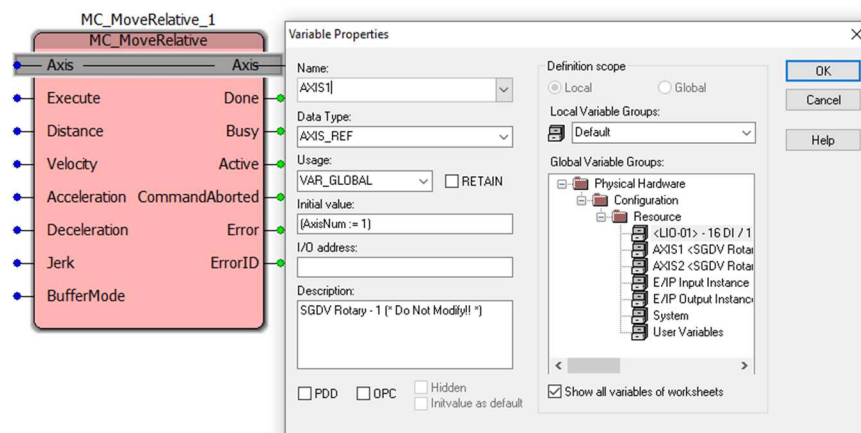 MC_MoveRelative_1
MC_MoveRelative
Axis Axis
Execute Done
Distance Busy
Velocity Active
Acceleration CommandAborted
Deceleration Error
Jerk ErrorID
BufferMode
Variable Properties
Name:
AXIS1
Data Type:
AXIS_REF
Usage:
VAR_GLOBAL
RETAIN
Initial value:
(AxisNum := 1)
I/O address:
Description:
SGDV Rotary - 1 (* Do Not Modify!! *)
PDD
OPC
Hidden
Initvalue as default
Definition scope
Local
Global
Local Variable Groups:
Default
Global Variable Groups:
Physical Hardware
Configuration
Resource
<LIO-01> - 16 DI / 1
AXIS1 <SGDV Rotai
AXIS2 <SGDV Rotai
E/IP Input Instance
E/IP Output Instanc
System
User Variables
Show all variables of worksheets
OK
Cancel
Help